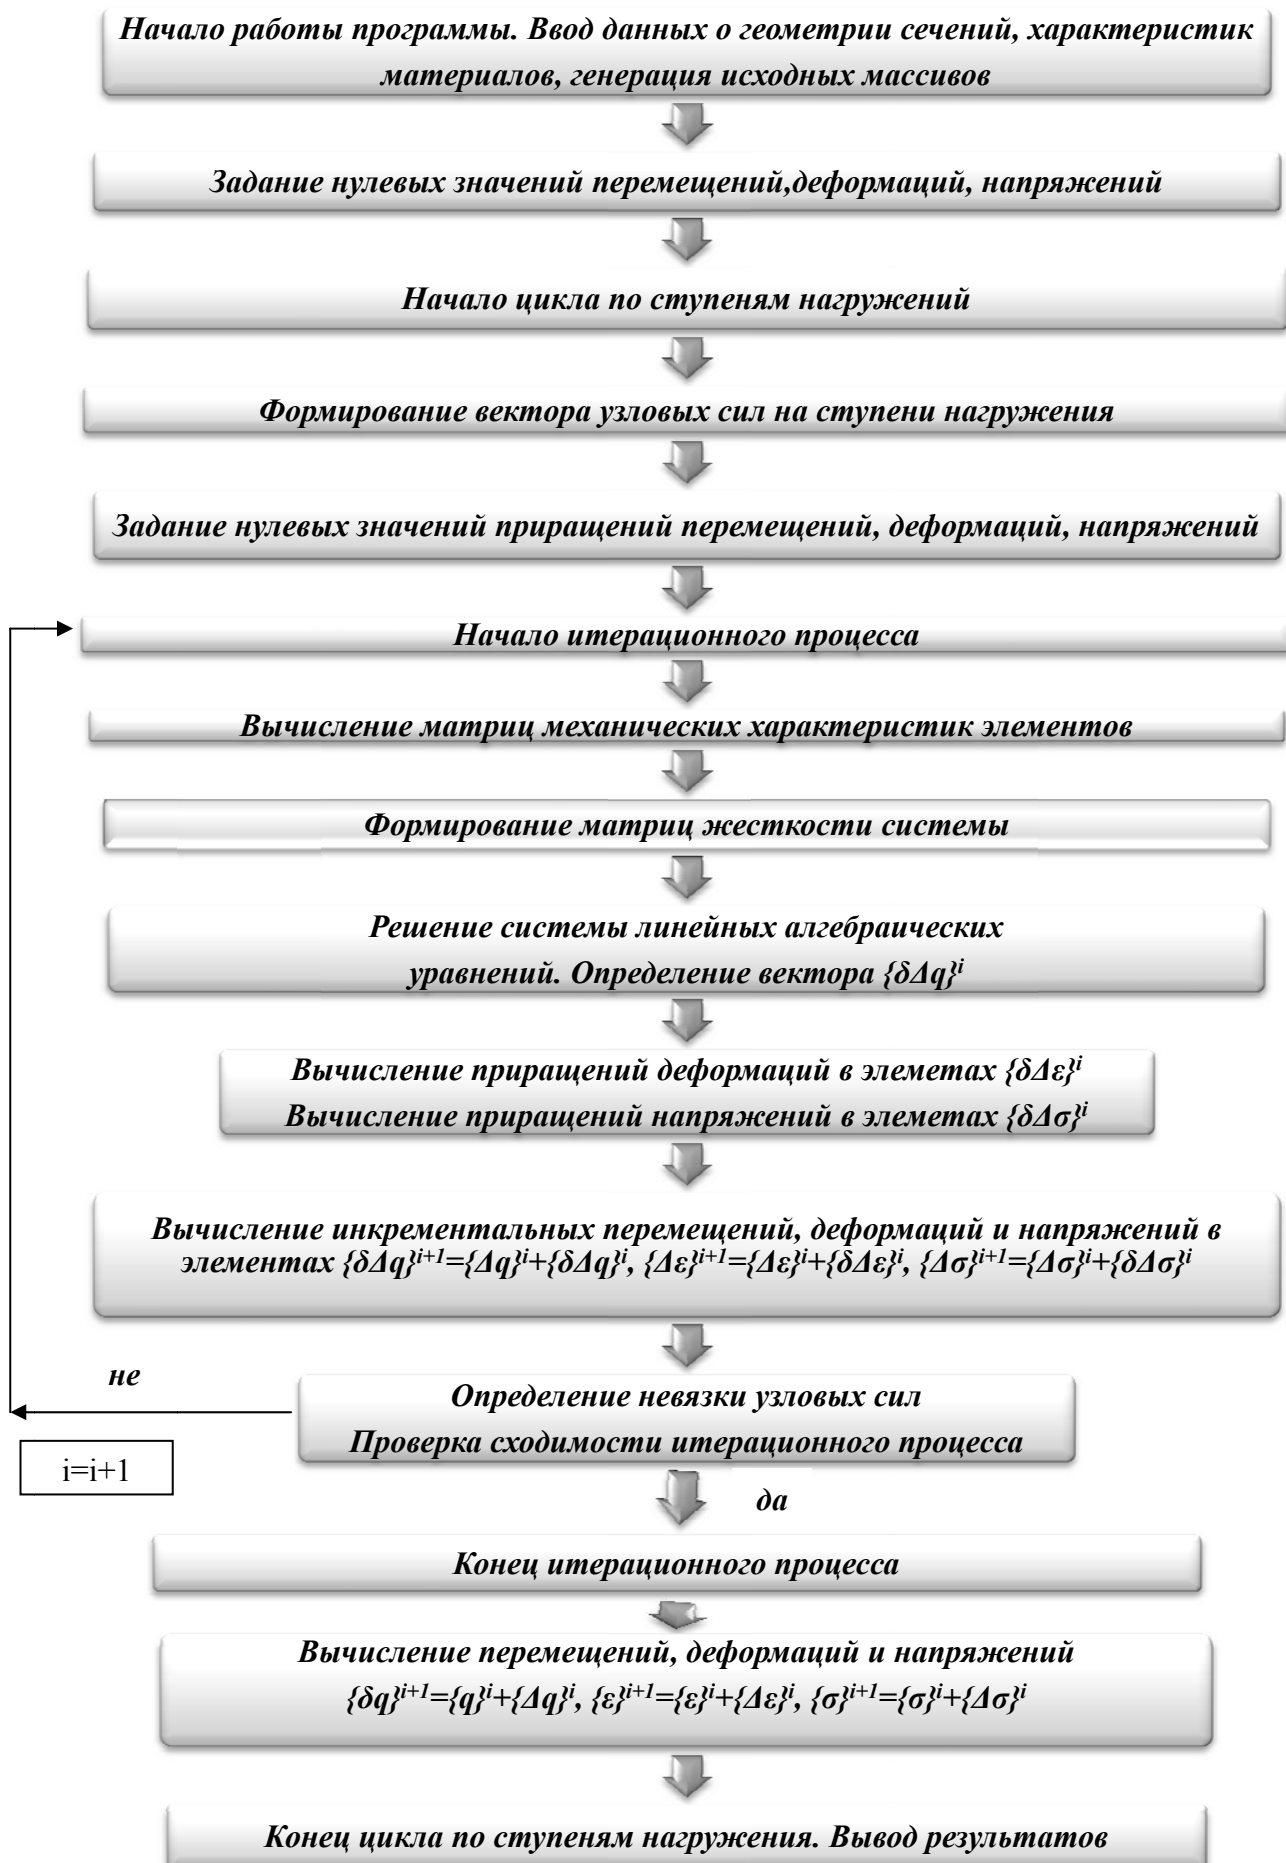 Начало работы программы. Ввод данных о геометрии сечений, характеристик
материалов, генерация исходных массивов
Задание нулевых значений перемещений,деформаций, напряжений
Начало цикла по ступеням нагружений
Формирование вектора узловых сил на ступени нагружения
Задание нулевых значений приращений перемещений, деформаций, напряжений
Начало итерационного процесса
Вычисление матриц механических характеристик элементов
Формирование матриц жесткости системы
Решение системы линейных алгебраических
уравнений. Определение вектора {δΔq}ⁱ
Вычисление приращений деформаций в элеметах {δΔε}ⁱ
Вычисление приращений напряжений в элеметах {δΔσ}ⁱ
Вычисление инкрементальных перемещений, деформаций и напряжений в
элементах {δΔq}ⁱ⁺¹={Δq}ⁱ+{δΔq}ⁱ, {Δε}ⁱ⁺¹={Δε}ⁱ+{δΔε}ⁱ, {Δσ}ⁱ⁺¹={Δσ}ⁱ+{δΔσ}ⁱ
не
Определение невязки узловых сил
Проверка сходимости итерационного процесса
i=i+1
да
Конец итерационного процесса
Вычисление перемещений, деформаций и напряжений
{δq}ⁱ⁺¹={q}ⁱ+{Δq}ⁱ, {ε}ⁱ⁺¹={ε}ⁱ+{Δε}ⁱ, {σ}ⁱ⁺¹={σ}ⁱ+{Δσ}ⁱ
Конец цикла по ступеням нагружения. Вывод результатов